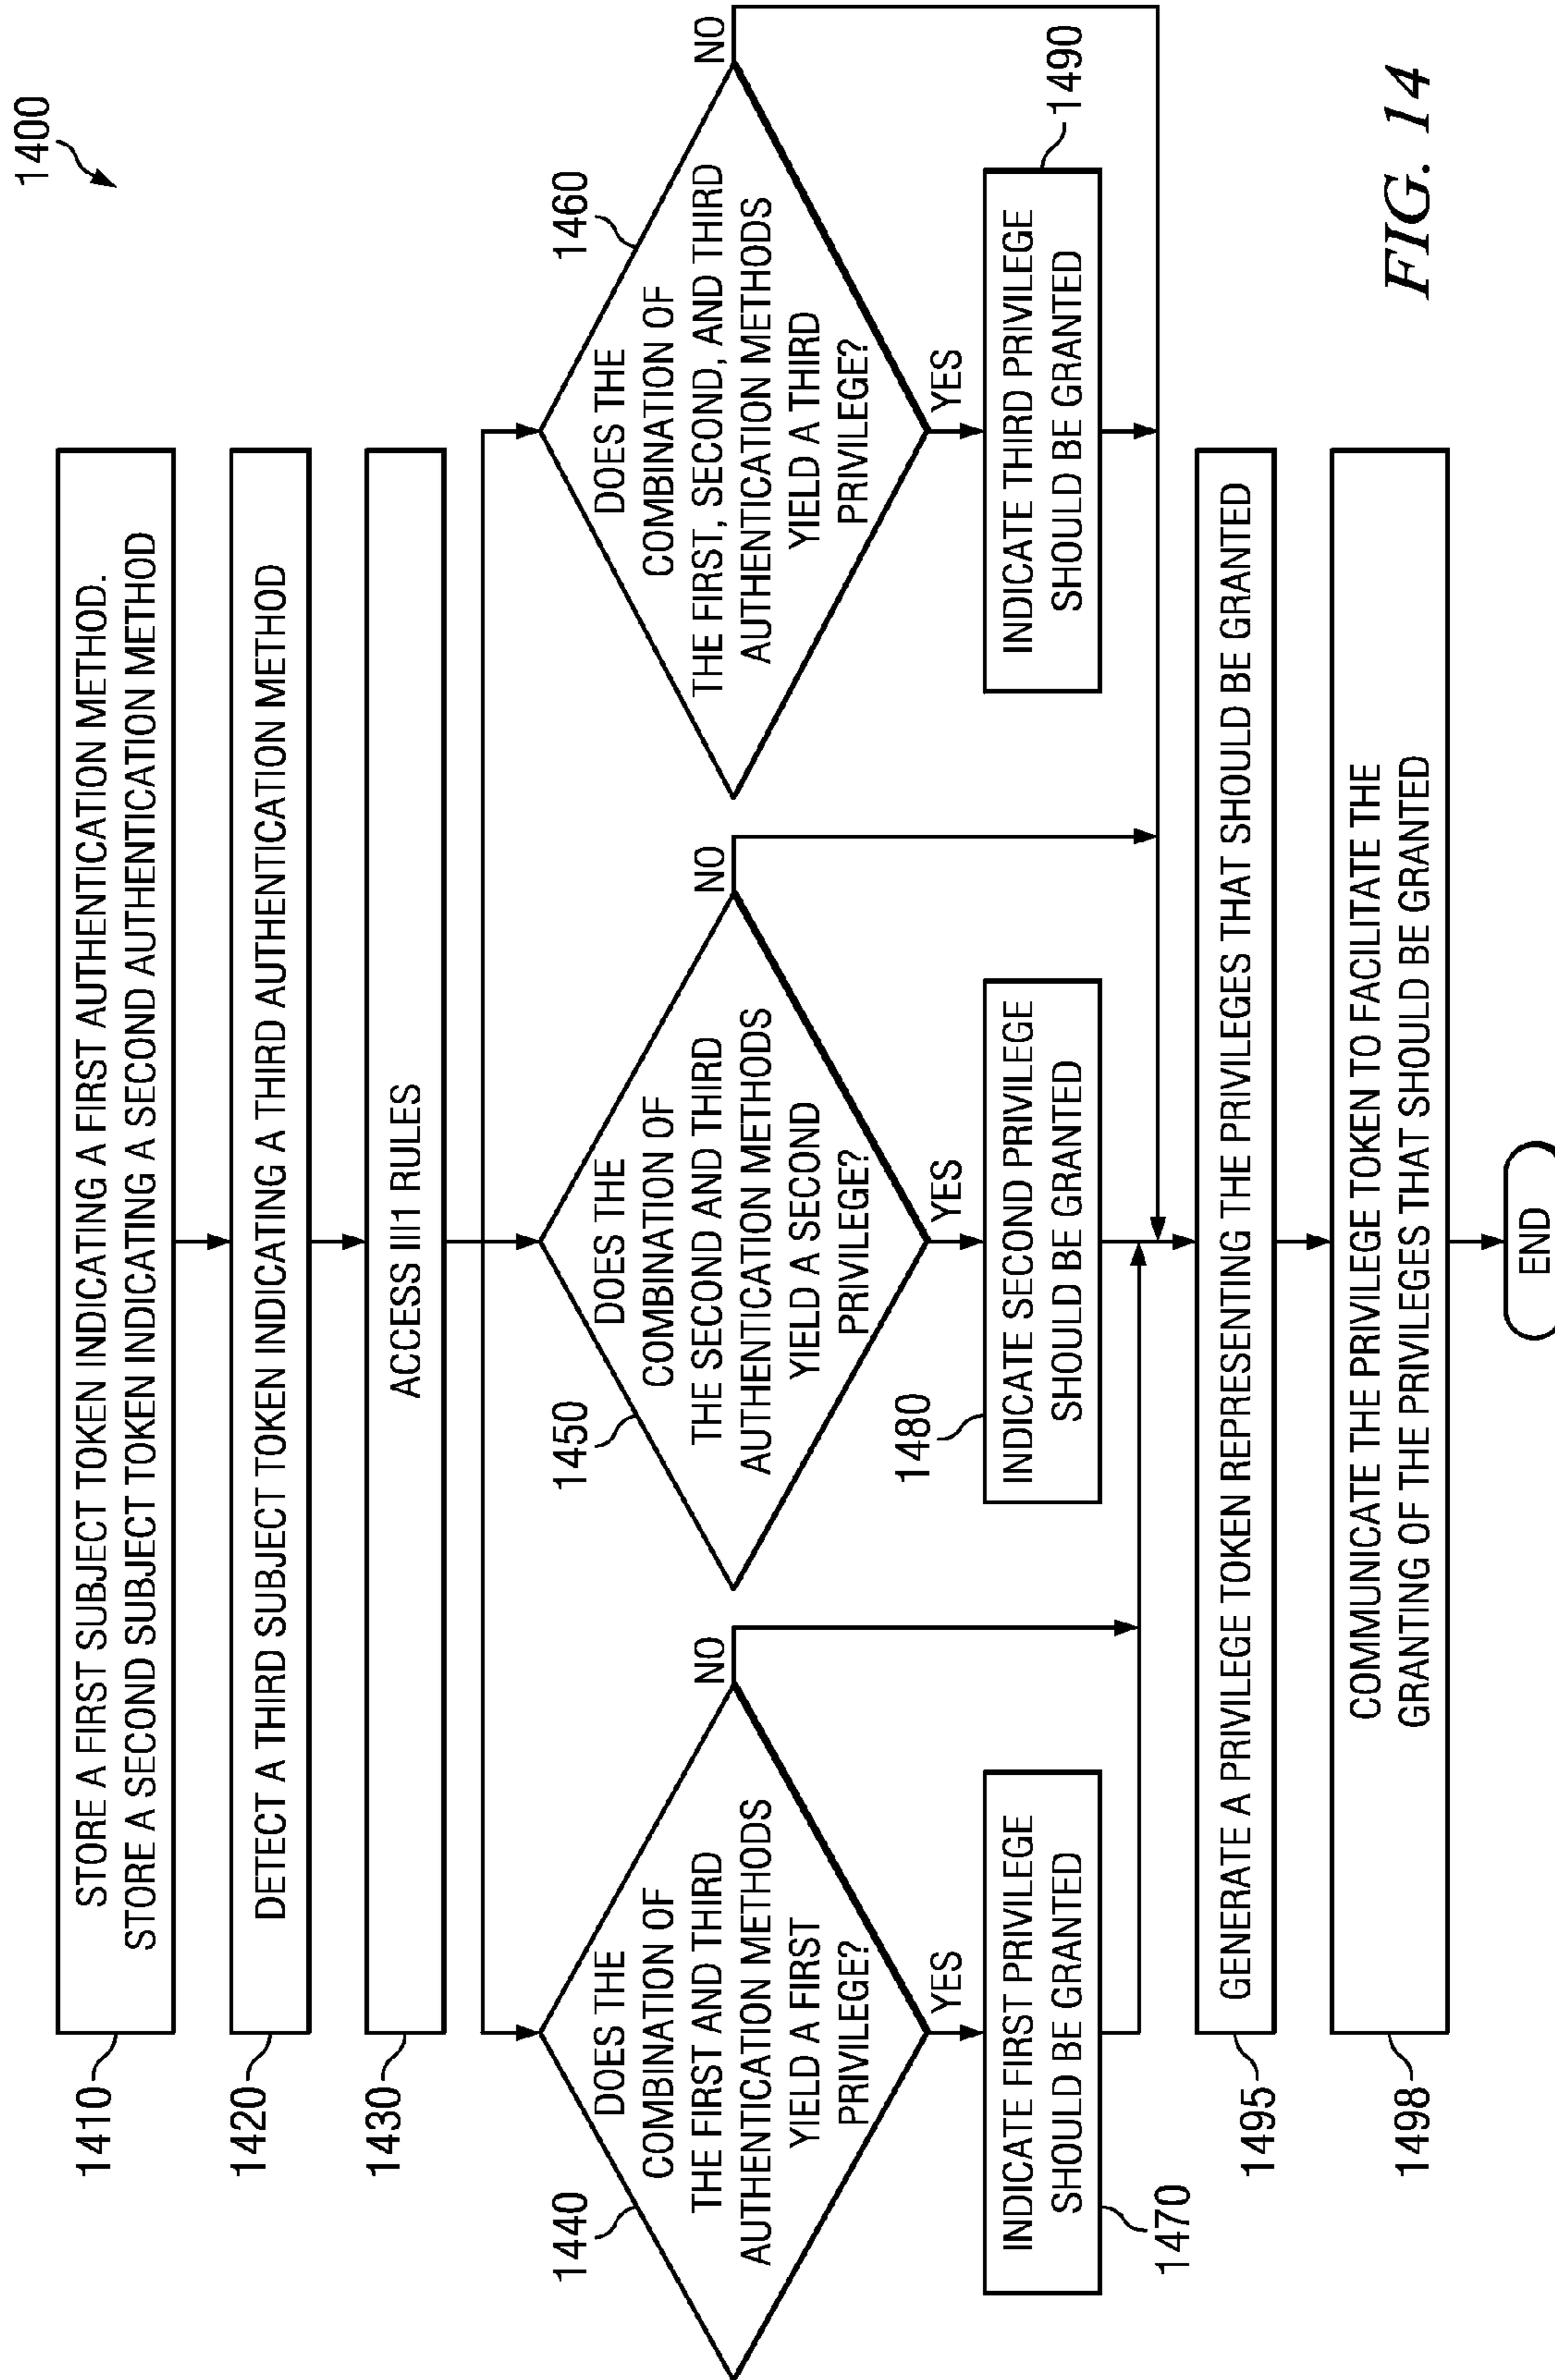 1400
1410
STORE A FIRST SUBJECT TOKEN INDICATING A FIRST AUTHENTICATION METHOD.
STORE A SECOND SUBJECT TOKEN INDICATING A SECOND AUTHENTICATION METHOD
1420
DETECT A THIRD SUBJECT TOKEN INDICATING A THIRD AUTHENTICATION METHOD
1430
ACCESS III1 RULES
1440
DOES THE
COMBINATION OF
THE FIRST AND THIRD
AUTHENTICATION METHODS
YIELD A FIRST
PRIVILEGE?
NO
YES
1450
DOES THE
COMBINATION OF
THE SECOND AND THIRD
AUTHENTICATION METHODS
YIELD A SECOND
PRIVILEGE?
NO
YES
1460
DOES THE
COMBINATION OF
THE FIRST, SECOND, AND THIRD
AUTHENTICATION METHODS
YIELD A THIRD
PRIVILEGE?
NO
YES
INDICATE FIRST PRIVILEGE
SHOULD BE GRANTED
1470
1480
INDICATE SECOND PRIVILEGE
SHOULD BE GRANTED
INDICATE THIRD PRIVILEGE
SHOULD BE GRANTED
1490
1495
GENERATE A PRIVILEGE TOKEN REPRESENTING THE PRIVILEGES THAT SHOULD BE GRANTED
1498
COMMUNICATE THE PRIVILEGE TOKEN TO FACILITATE THE
GRANTING OF THE PRIVILEGES THAT SHOULD BE GRANTED
END
FIG. 14